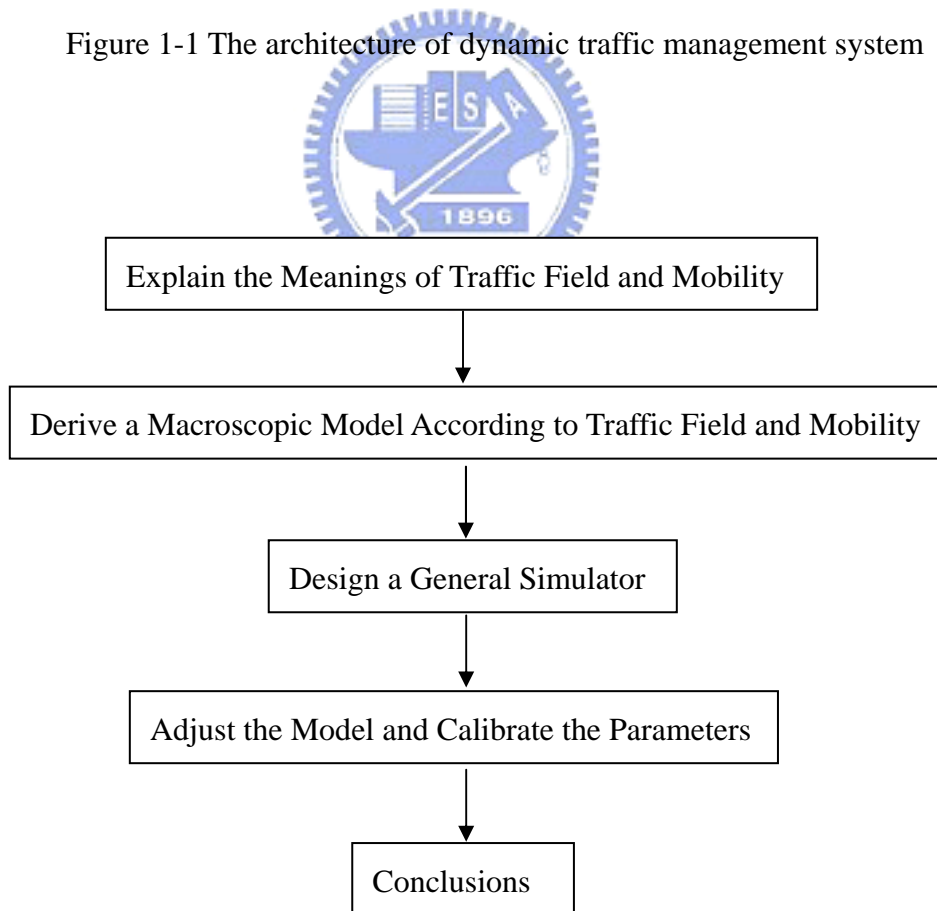 Figure 1-1 The architecture of dynamic traffic management system
E S A
1896
Explain the Meanings of Traffic Field and Mobility
Derive a Macroscopic Model According to Traffic Field and Mobility
Design a General Simulator
Adjust the Model and Calibrate the Parameters
Conclusions